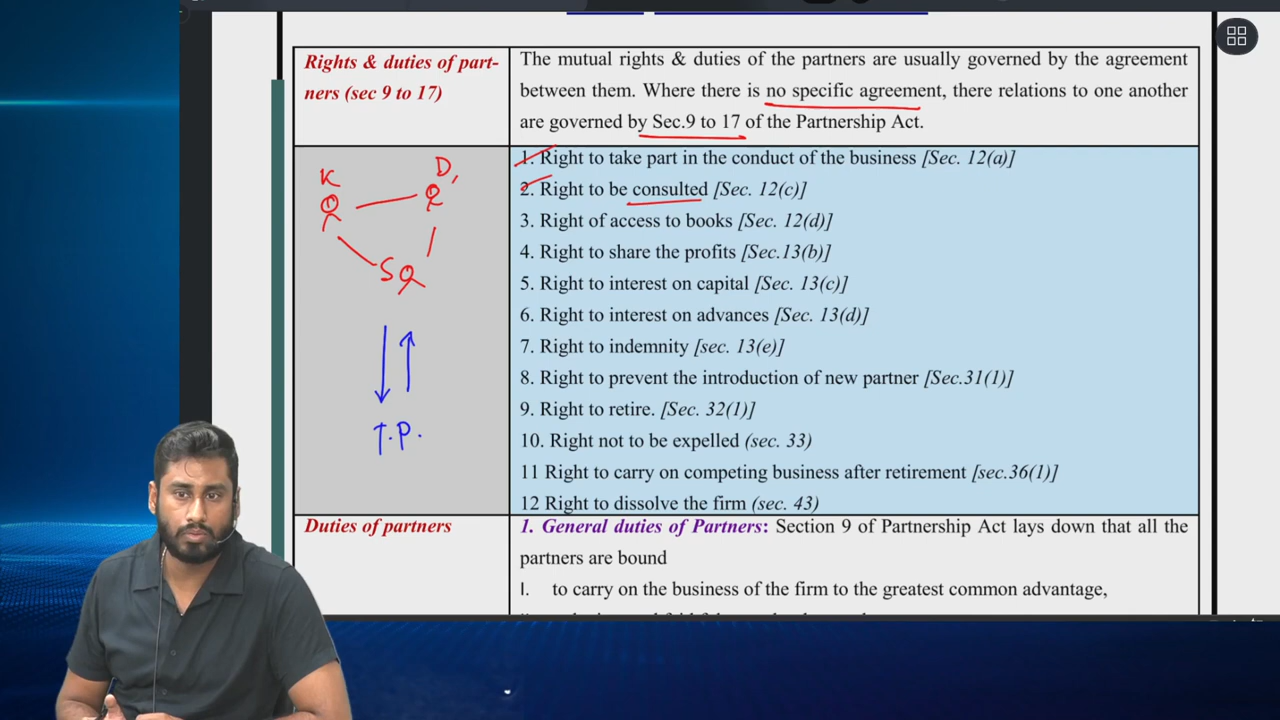 Rights & duties of part-
ners (sec 9 to 17)
The mutual rights & duties of the partners are usually governed by the agreement
between them. Where there is no specific agreement, there relations to one another
are governed by Sec.9 to 17 of the Partnership Act.
K
D,
S
T.P.
1. Right to take part in the conduct of the business [Sec. 12(a)]
2. Right to be consulted [Sec. 12(c)]
3. Right of access to books [Sec. 12(d)]
4. Right to share the profits [Sec.13(b)]
5. Right to interest on capital [Sec. 13(c)]
6. Right to interest on advances [Sec. 13(d)]
7. Right to indemnity [sec. 13(e)]
8. Right to prevent the introduction of new partner [Sec.31(1)]
9. Right to retire. [Sec. 32(1)]
10. Right not to be expelled (sec. 33)
11 Right to carry on competing business after retirement [sec.36(1)]
12 Right to dissolve the firm (sec. 43)
Duties of partners
1. General duties of Partners: Section 9 of Partnership Act lays down that all the
partners are bound
I. to carry on the business of the firm to the greatest common advantage,